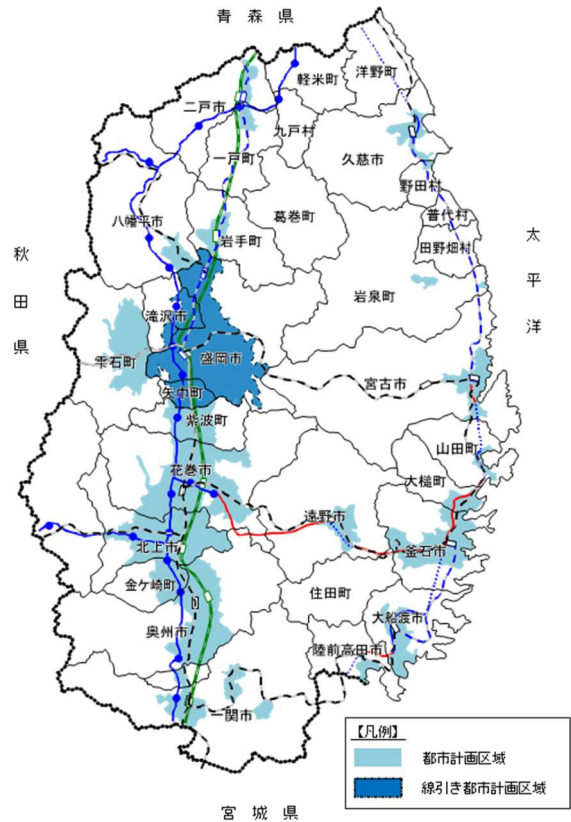 青森県
軽米町
洋野町
二戸市
九戸村
一戸町
久慈市
野田村
普代村
葛巻町
八幡平市
岩手町
田野畑村
太平洋
秋田県
岩泉町
滝沢市
盛岡市
雫石町
宮古市
矢巾町
紫波町
山田町
花巻市
大槌町
遠野市
北上市
釜石市
金ケ崎町
住田町
大船渡市
奥州市
陸前高田市
一関市
【凡例】
都市計画区域
線引き都市計画区域
宮城県